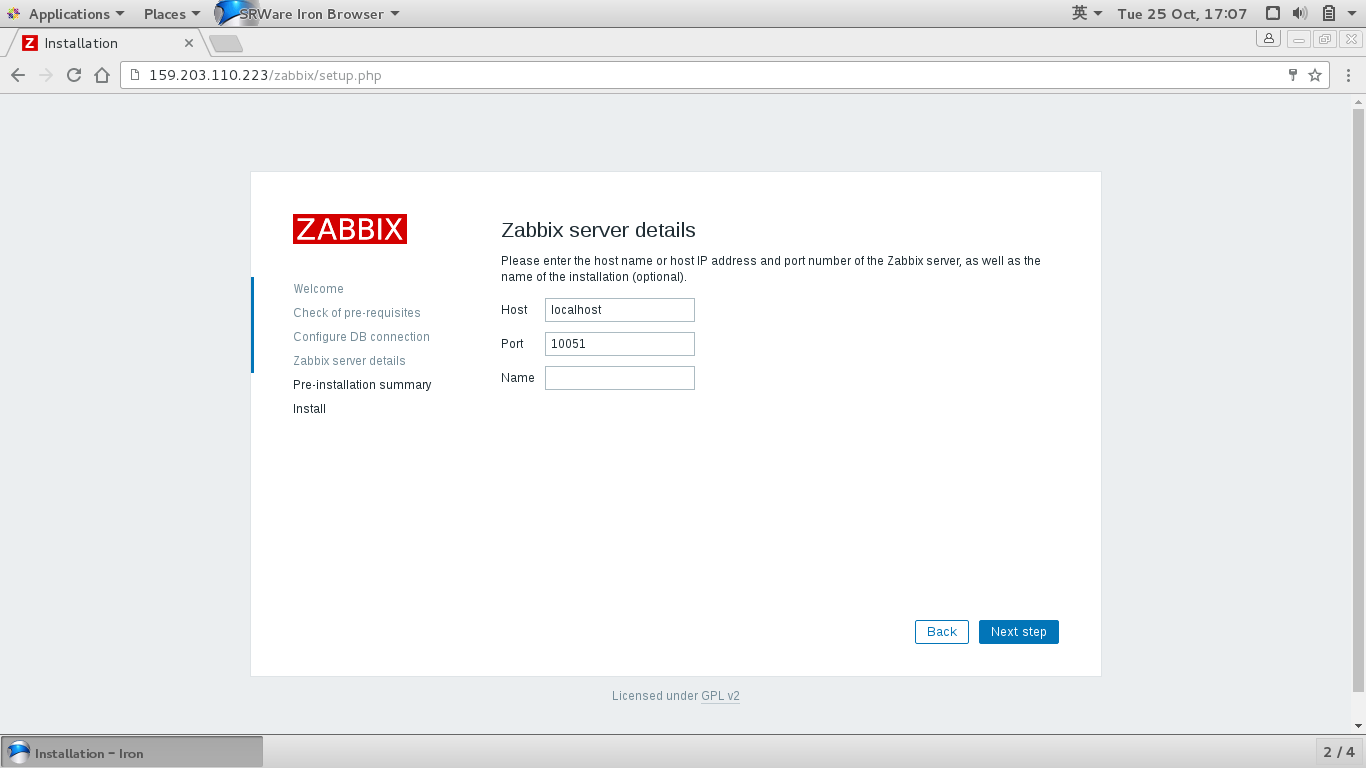 Applications Places SRWare Iron Browser 英 Tue 25 Oct, 17:07
Z Installation
159.203.110.223/zabbix/setup.php
ZABBIX
Welcome
Check of pre-requisites
Configure DB connection
Zabbix server details
Pre-installation summary
Install
Zabbix server details
Please enter the host name or host IP address and port number of the Zabbix server, as well as the
name of the installation (optional).
Host localhost
Port 10051
Name
Back Next step
Licensed under GPL v2
Installation - Iron 2 / 4